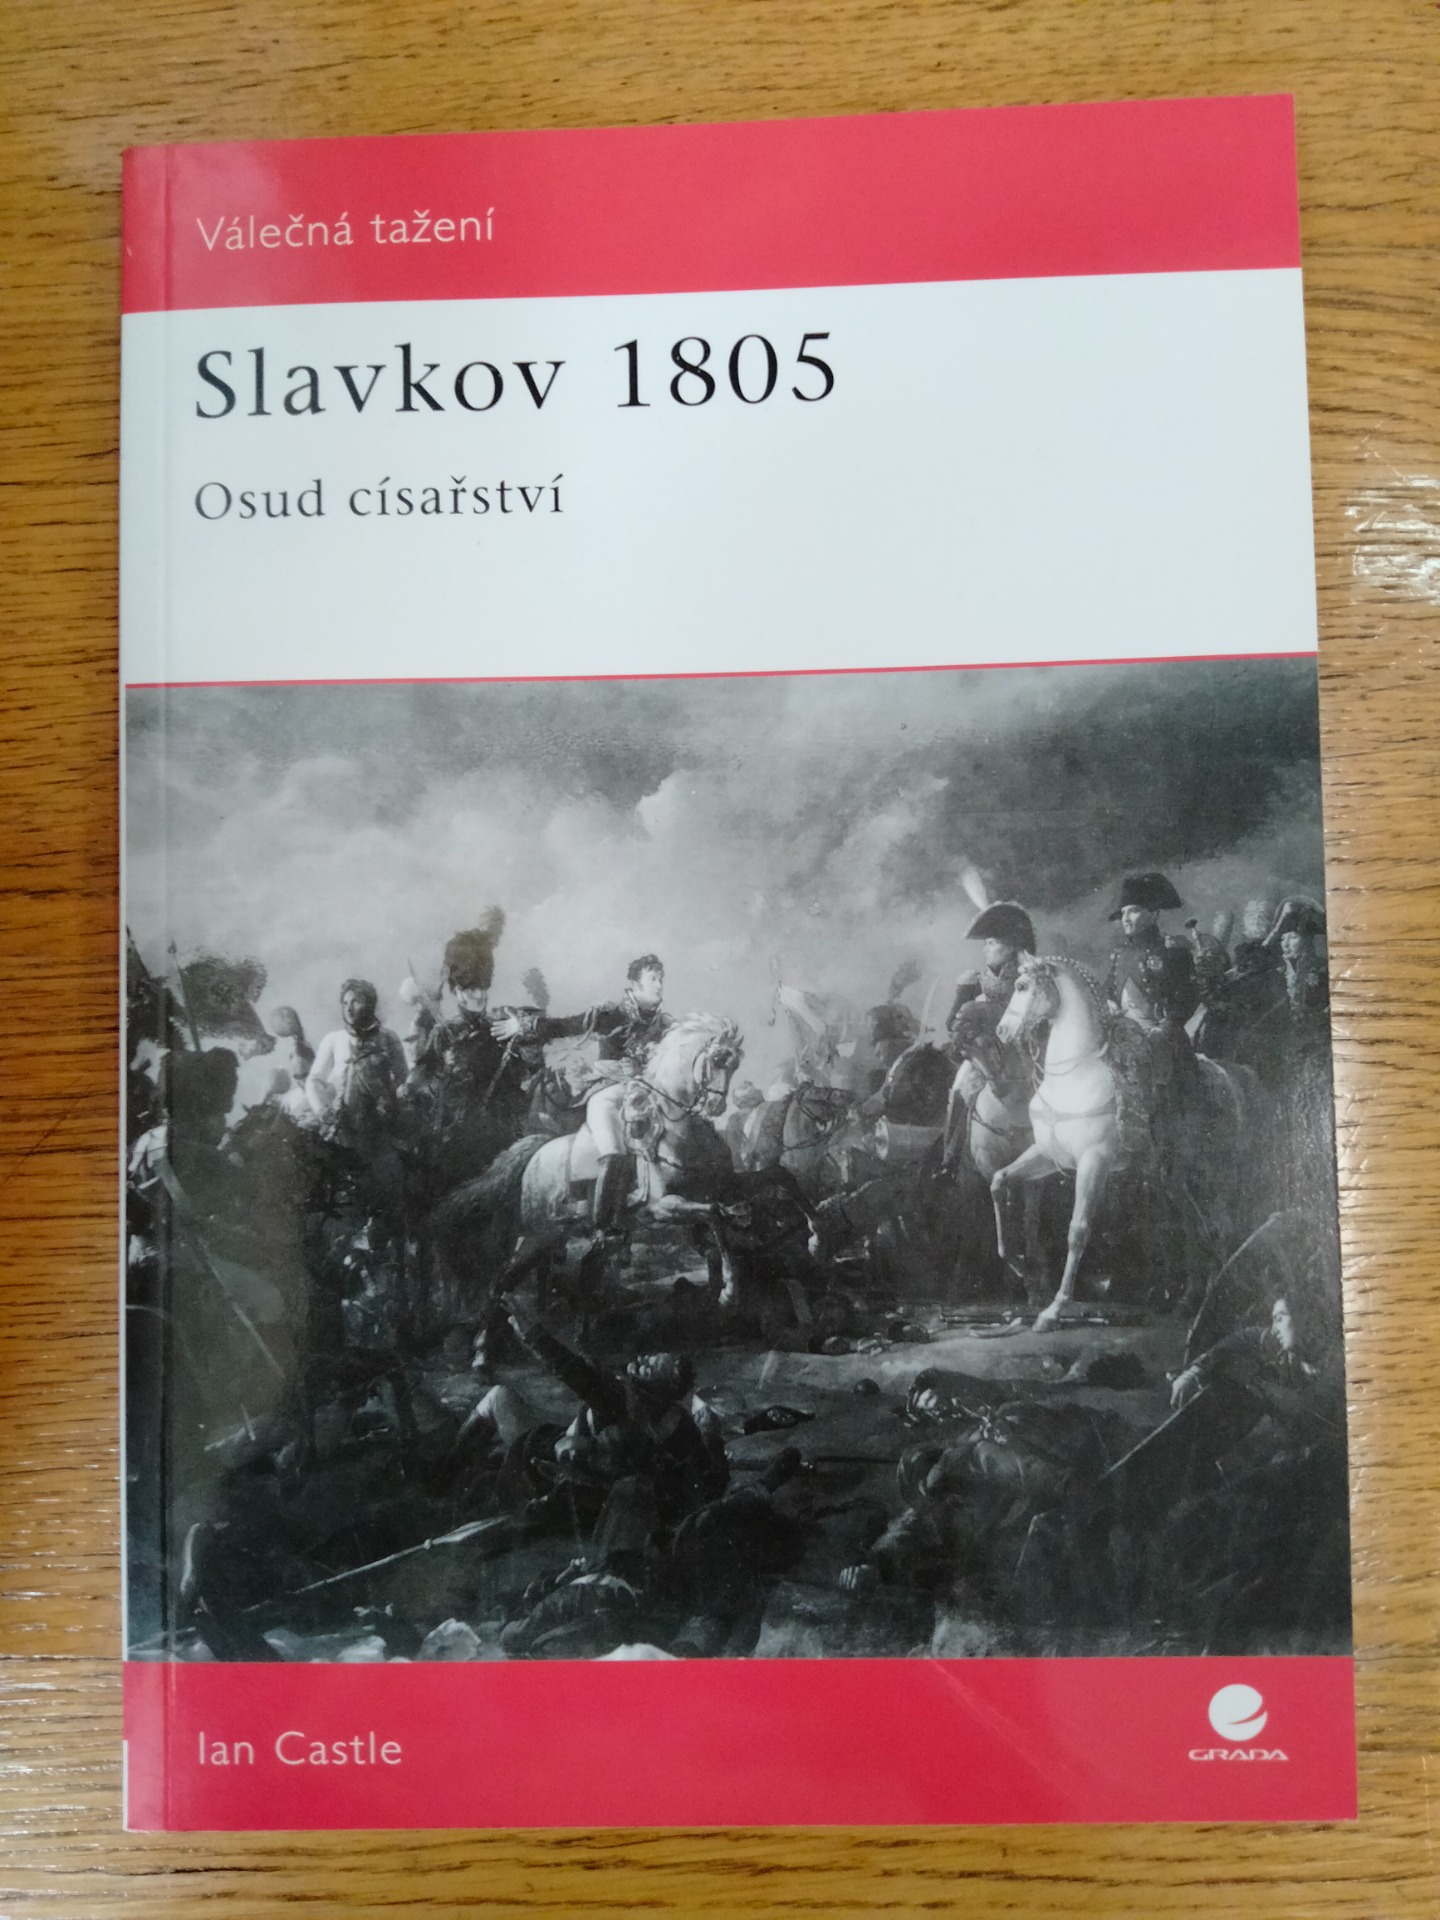 Válečná tažení
Slavkov 1805
Osud císařství
Ian Castle
GRADA